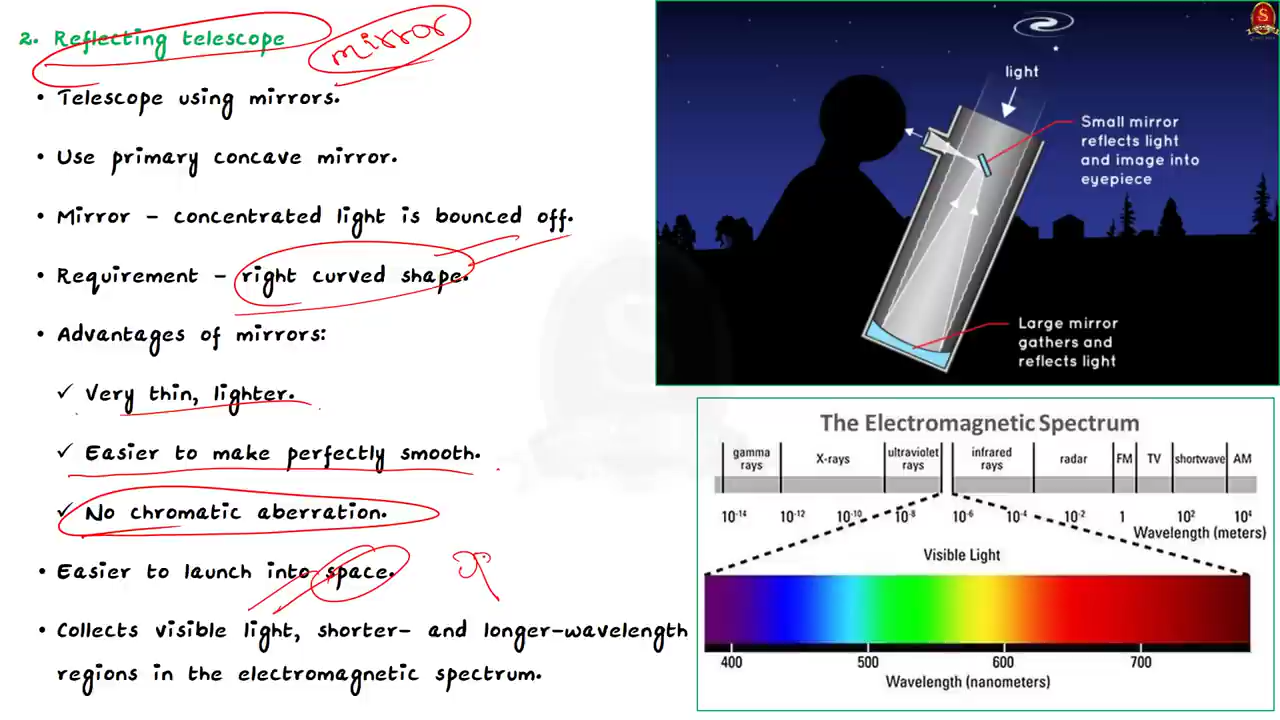 2. Reflecting telescope
mirror
• Telescope using mirrors.
• Use primary concave mirror.
• Mirror – concentrated light is bounced off.
• Requirement – right curved shape.
• Advantages of mirrors:
✓ Very thin, lighter.
✓ Easier to make perfectly smooth.
✓ No chromatic aberration.
• Easier to launch into space.
• Collects visible light, shorter- and longer-wavelength
regions in the electromagnetic spectrum.
light
Small mirror
reflects light
and image into
eyepiece
Large mirror
gathers and
reflects light
The Electromagnetic Spectrum
gamma rays X-rays ultraviolet rays infrared rays radar FM TV shortwave AM
10⁻¹⁴ 10⁻¹² 10⁻¹⁰ 10⁻⁸ 10⁻⁶ 10⁻⁴ 10⁻² 1 10² 10⁴
Wavelength (meters)
Visible Light
400 500 600 700
Wavelength (nanometers)